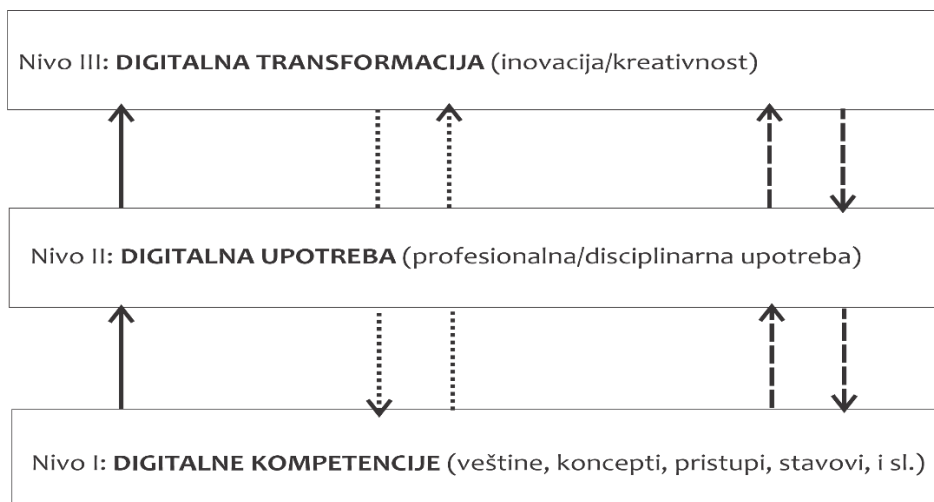 Nivo III: DIGITALNA TRANSFORMACIJA (inovacija/kreativnost)
Nivo II: DIGITALNA UPOTREBA (profesionalna/disciplinarna upotreba)
Nivo I: DIGITALNE KOMPETENCIJE (veštine, koncepti, pristupi, stavovi, i sl.)